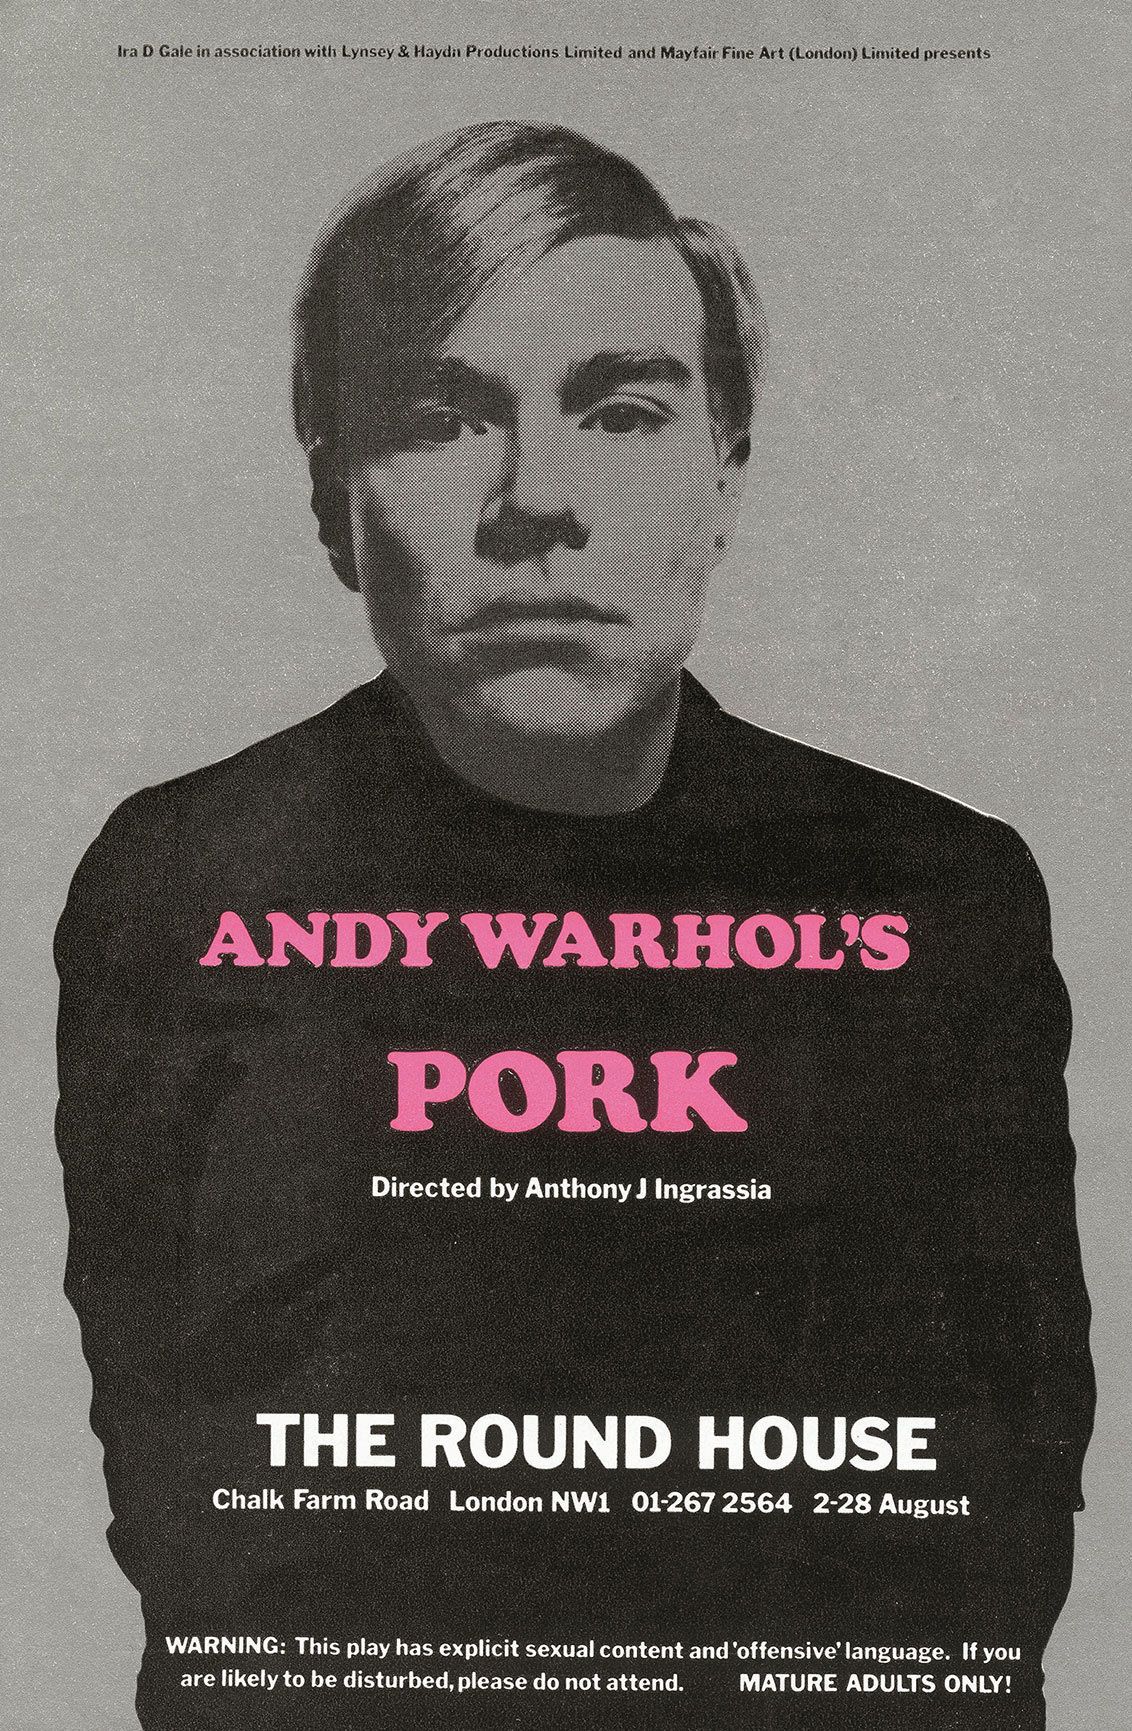 Ira D Gale in association with Lynsey & Haydn Productions Limited and Mayfair Fine Art (London) Limited presents
ANDY WARHOL'S
PORK
Directed by Anthony J Ingrassia
THE ROUND HOUSE
Chalk Farm Road London NW1 01-267 2564 2-28 August
WARNING: This play has explicit sexual content and 'offensive' language. If you
are likely to be disturbed, please do not attend. MATURE ADULTS ONLY!